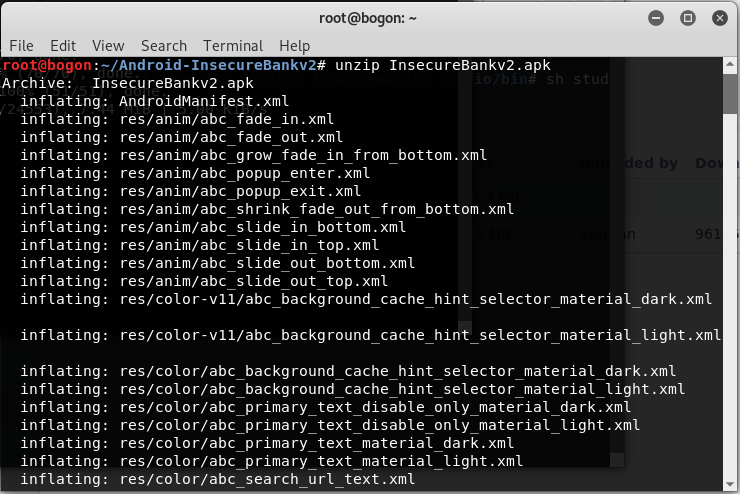 root@bogon: ~
File Edit View Search Terminal Help
root@bogon:~/Android-InsecureBankv2# unzip InsecureBankv2.apk
Archive:  InsecureBankv2.apk
  inflating: AndroidManifest.xml
  inflating: res/anim/abc_fade_in.xml
  inflating: res/anim/abc_fade_out.xml
  inflating: res/anim/abc_grow_fade_in_from_bottom.xml
  inflating: res/anim/abc_popup_enter.xml
  inflating: res/anim/abc_popup_exit.xml
  inflating: res/anim/abc_shrink_fade_out_from_bottom.xml
  inflating: res/anim/abc_slide_in_bottom.xml
  inflating: res/anim/abc_slide_in_top.xml
  inflating: res/anim/abc_slide_out_bottom.xml
  inflating: res/anim/abc_slide_out_top.xml
  inflating: res/color-v11/abc_background_cache_hint_selector_material_dark.xml
  inflating: res/color-v11/abc_background_cache_hint_selector_material_light.xml
  inflating: res/color/abc_background_cache_hint_selector_material_dark.xml
  inflating: res/color/abc_background_cache_hint_selector_material_light.xml
  inflating: res/color/abc_primary_text_disable_only_material_dark.xml
  inflating: res/color/abc_primary_text_disable_only_material_light.xml
  inflating: res/color/abc_primary_text_material_dark.xml
  inflating: res/color/abc_primary_text_material_light.xml
  inflating: res/color/abc_search_url_text.xml